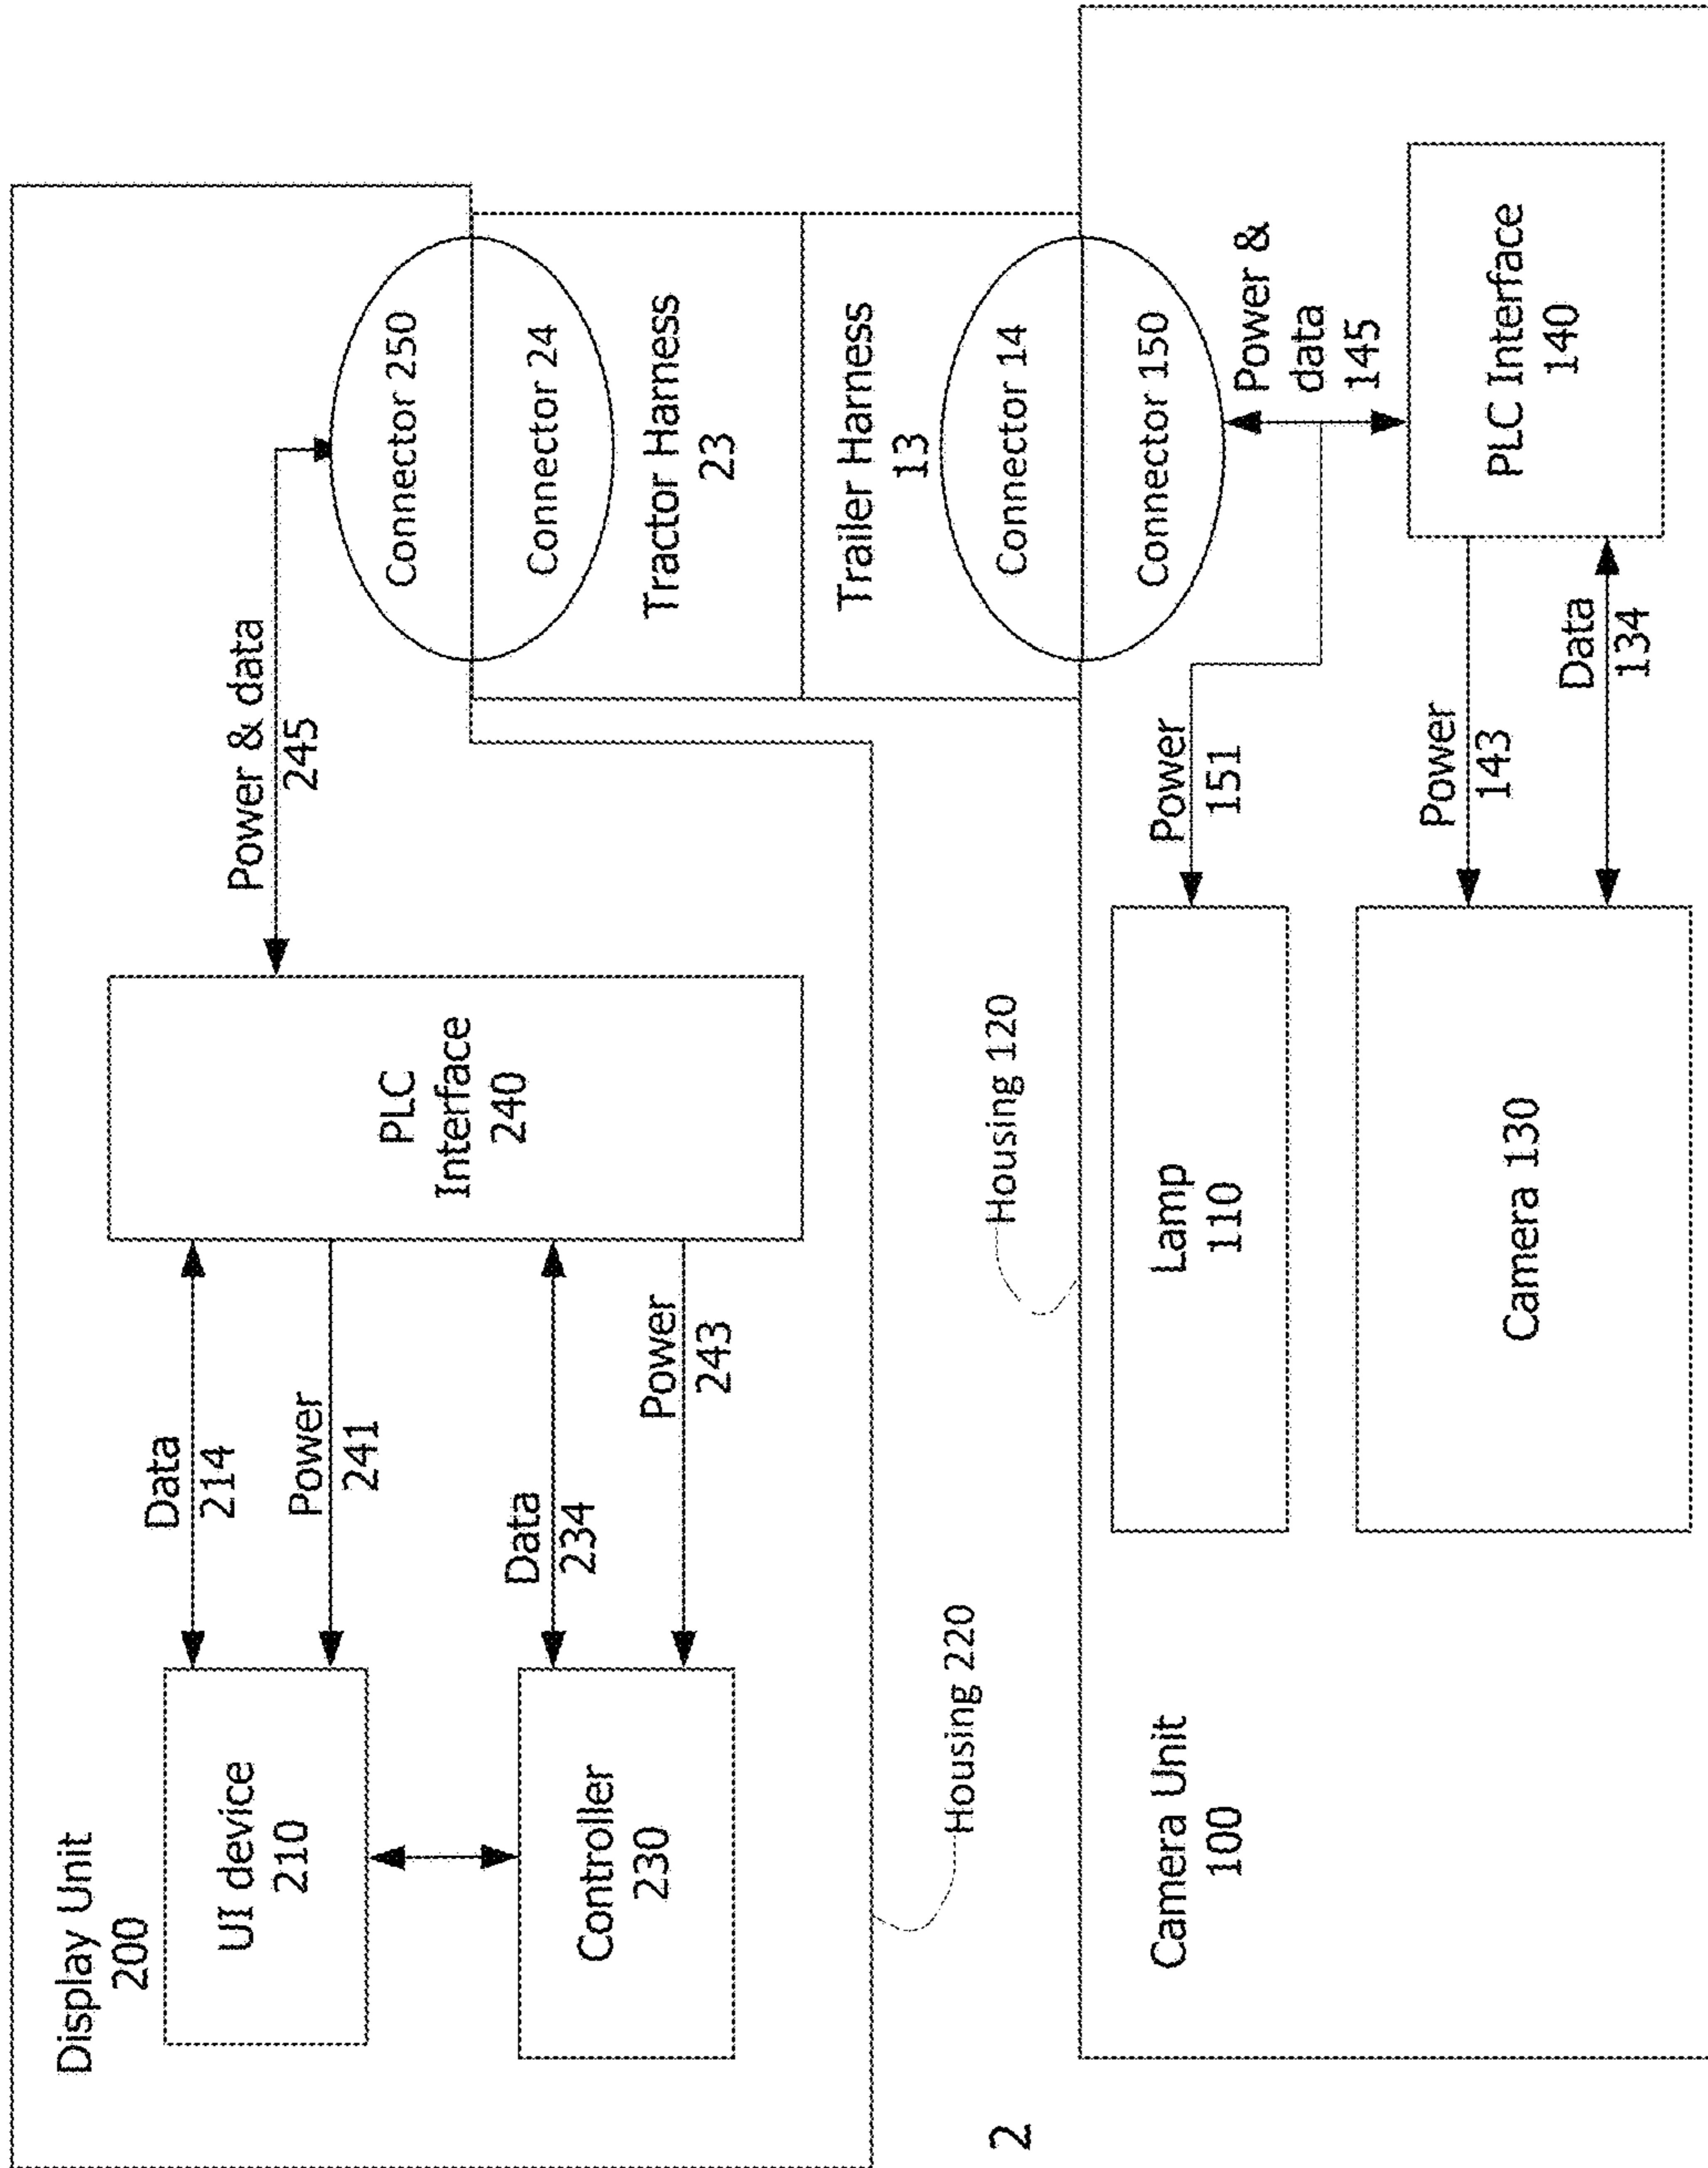 Display Unit
200
UI device
210
Controller
230
Data
214
Power
241
Data
234
Power
243
PLC
Interface
240
Power & data
245
Connector 250
Connector 24
Tractor Harness
23
Trailer Harness
13
Connector 14
Connector 150
Housing 220
Housing 120
2
Camera Unit
100
Lamp
110
Camera 130
Power
151
Power
143
Data
134
Power &
data
145
PLC Interface
140